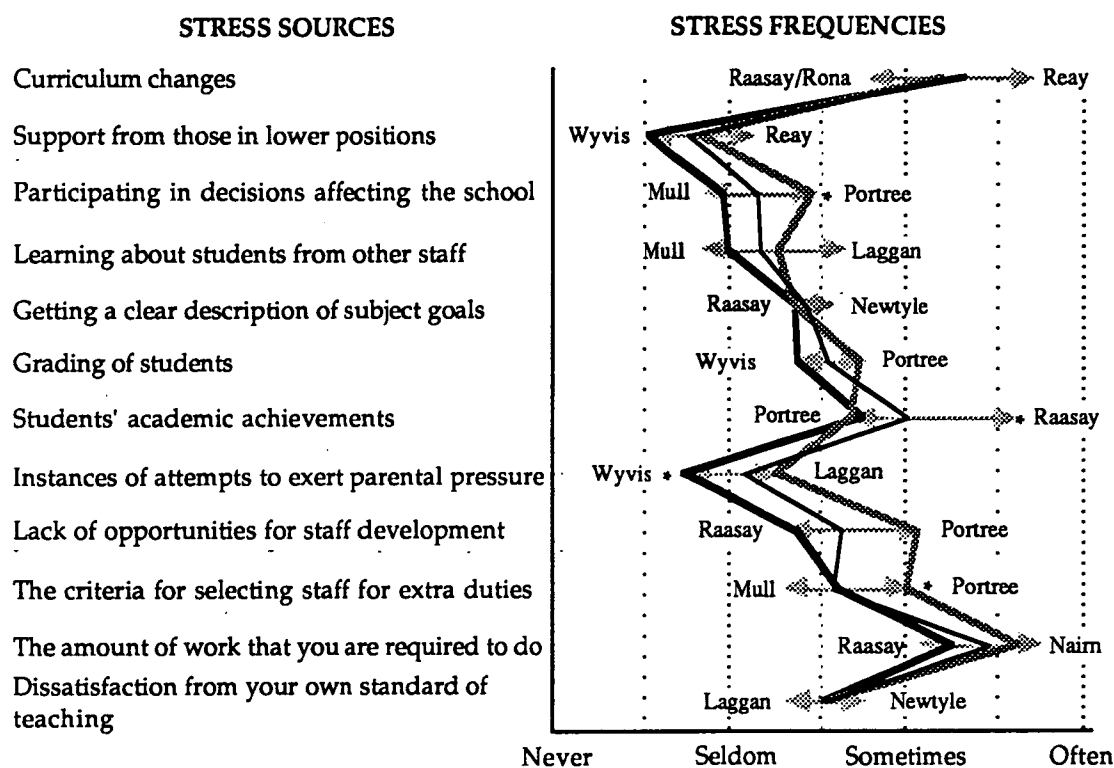 STRESS SOURCES STRESS FREQUENCIES
Curriculum changes Raasay/Rona Reay
Support from those in lower positions Wyvis Reay
Participating in decisions affecting the school Mull * Portree
Learning about students from other staff Mull Laggan
Getting a clear description of subject goals Raasay Newtyle
Grading of students Wyvis Portree
Students' academic achievements Portree * Raasay
Instances of attempts to exert parental pressure Wyvis * Laggan
Lack of opportunities for staff development Raasay Portree
The criteria for selecting staff for extra duties Mull * Portree
The amount of work that you are required to do Raasay Nairn
Dissatisfaction from your own standard of
teaching Laggan Newtyle
Never Seldom Sometimes Often